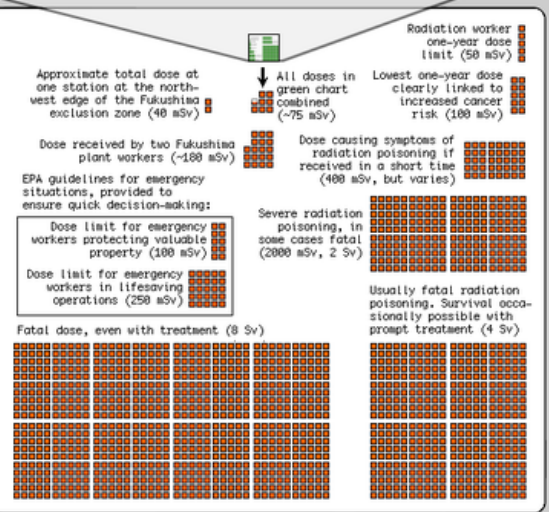 Radiation worker
one-year dose
limit (50 mSv)
Approximate total dose at
one station at the north-
west edge of the Fukushima
exclusion zone (40 mSv)
All doses in
green chart
combined
(~75 mSv)
Lowest one-year dose
clearly linked to
increased cancer
risk (100 mSv)
Dose received by two Fukushima
plant workers (~180 mSv)
Dose causing symptoms of
radiation poisoning if
received in a short time
(400 mSv, but varies)
EPA guidelines for emergency
situations, provided to
ensure quick decision-making:
Dose limit for emergency
workers protecting valuable
property (100 mSv)
Dose limit for emergency
workers in lifesaving
operations (250 mSv)
Severe radiation
poisoning, in
some cases fatal
(2000 mSv, 2 Sv)
Usually fatal radiation
poisoning. Survival occa-
sionally possible with
prompt treatment (4 Sv)
Fatal dose, even with treatment (8 Sv)